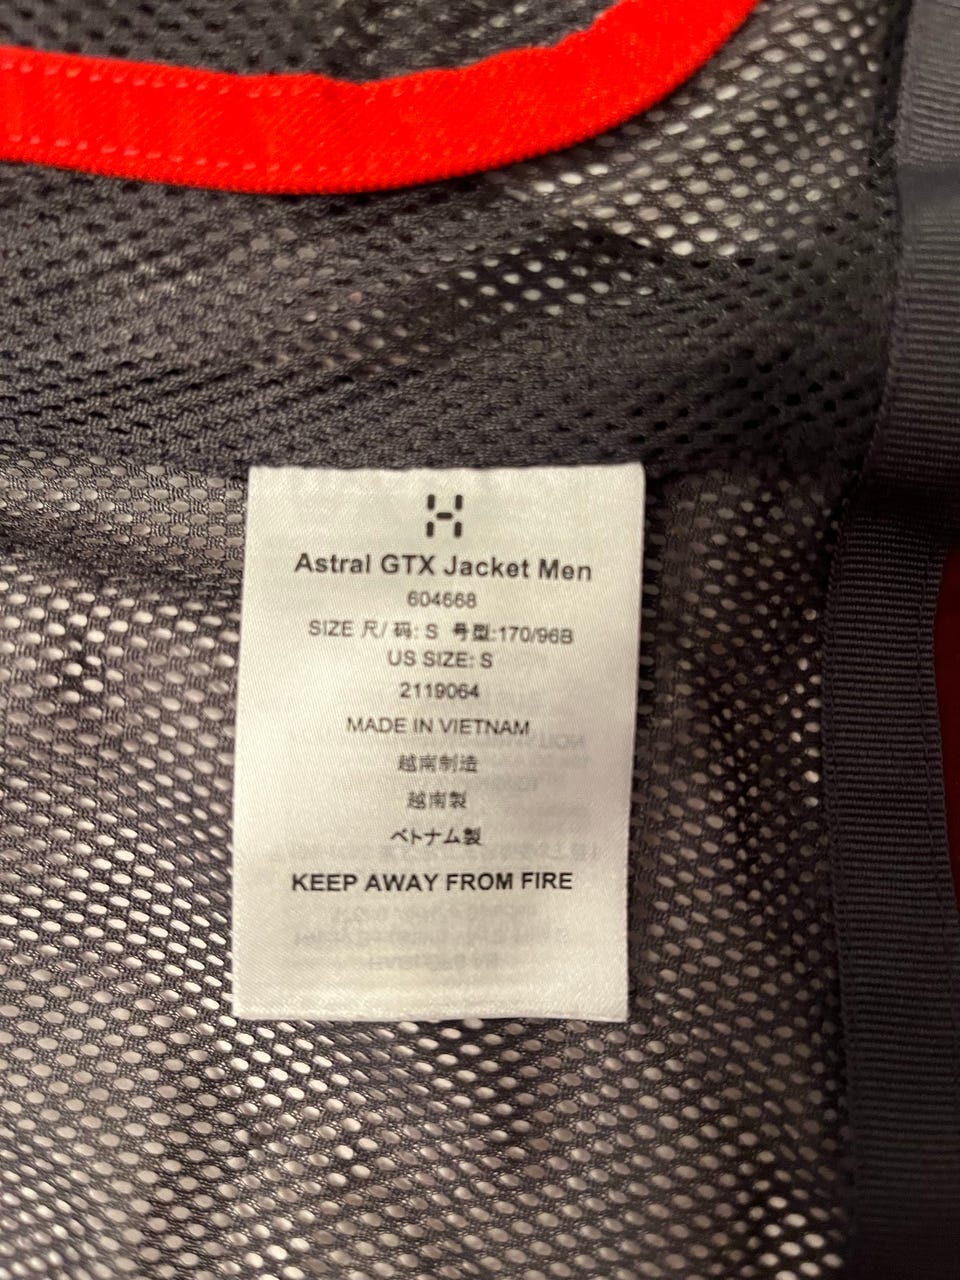 Astral GTX Jacket Men
604668
SIZE 尺/ 码: S 号型:170/96B
US SIZE: S
2119064
MADE IN VIETNAM
越南制造
越南製
ベトナム製
KEEP AWAY FROM FIRE